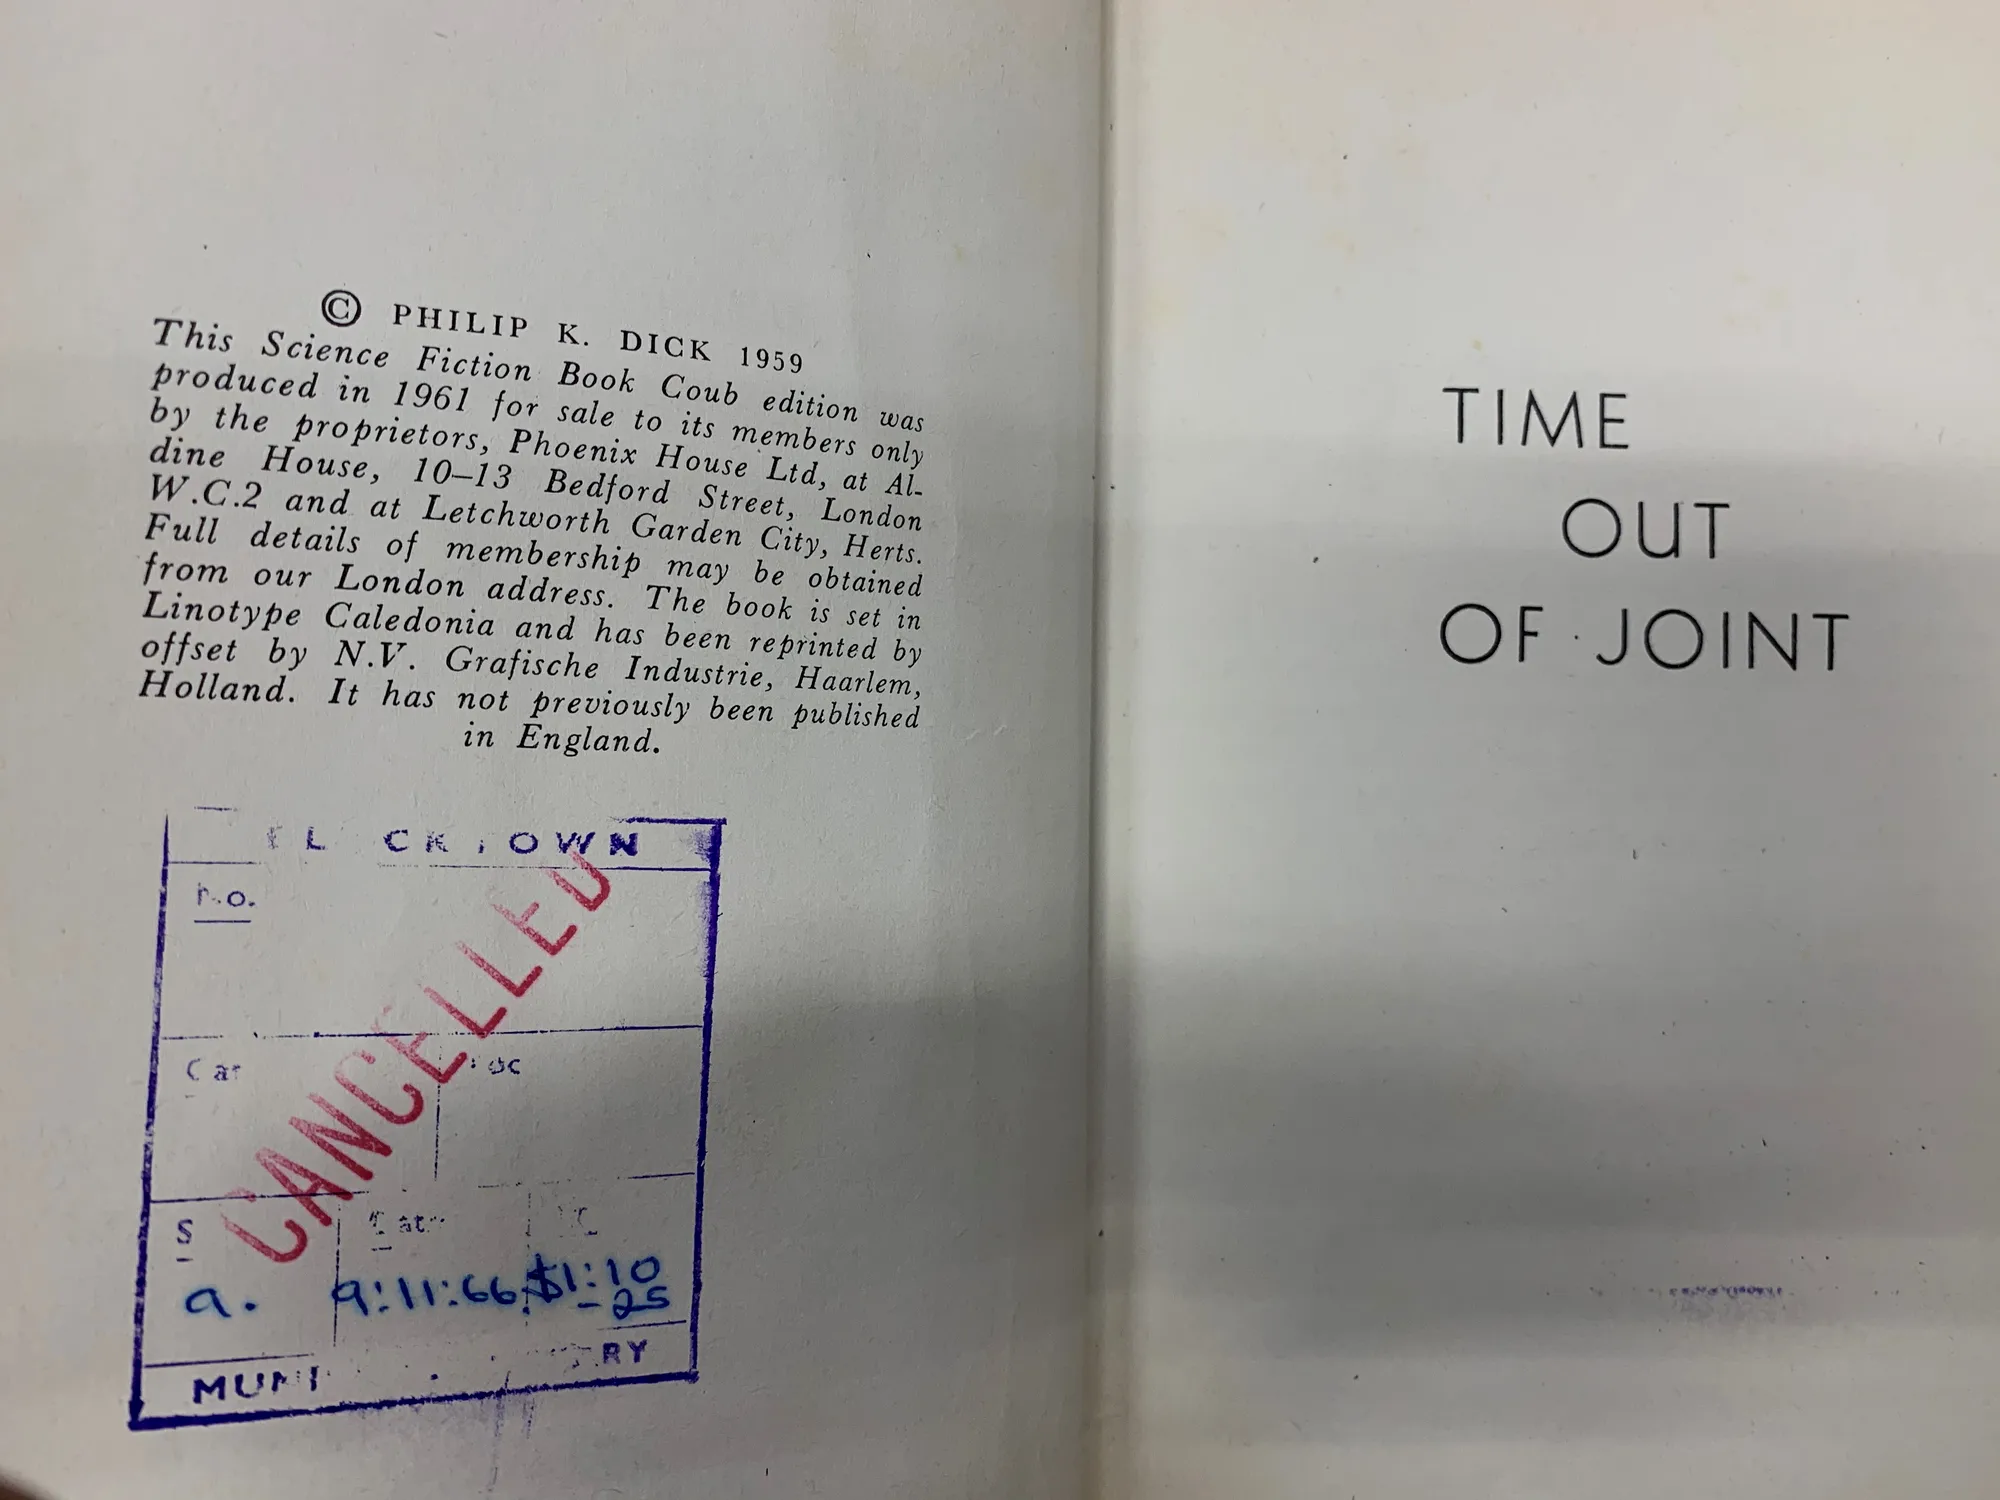 © PHILIP K. DICK 1959
This Science Fiction Book Coub edition was
produced in 1961 for sale to its members only
by the proprietors, Phoenix House Ltd, at Al-
dine House, 10–13 Bedford Street, London
W.C.2 and at Letchworth Garden City, Herts.
Full details of membership may be obtained
from our London address. The book is set in
Linotype Caledonia and has been reprinted by
offset by N.V. Grafische Industrie, Haarlem,
Holland. It has not previously been published
in England.
CANCELLED
S
a. 9:11:66 $1:10
-25
TIME
OUT
OF JOINT